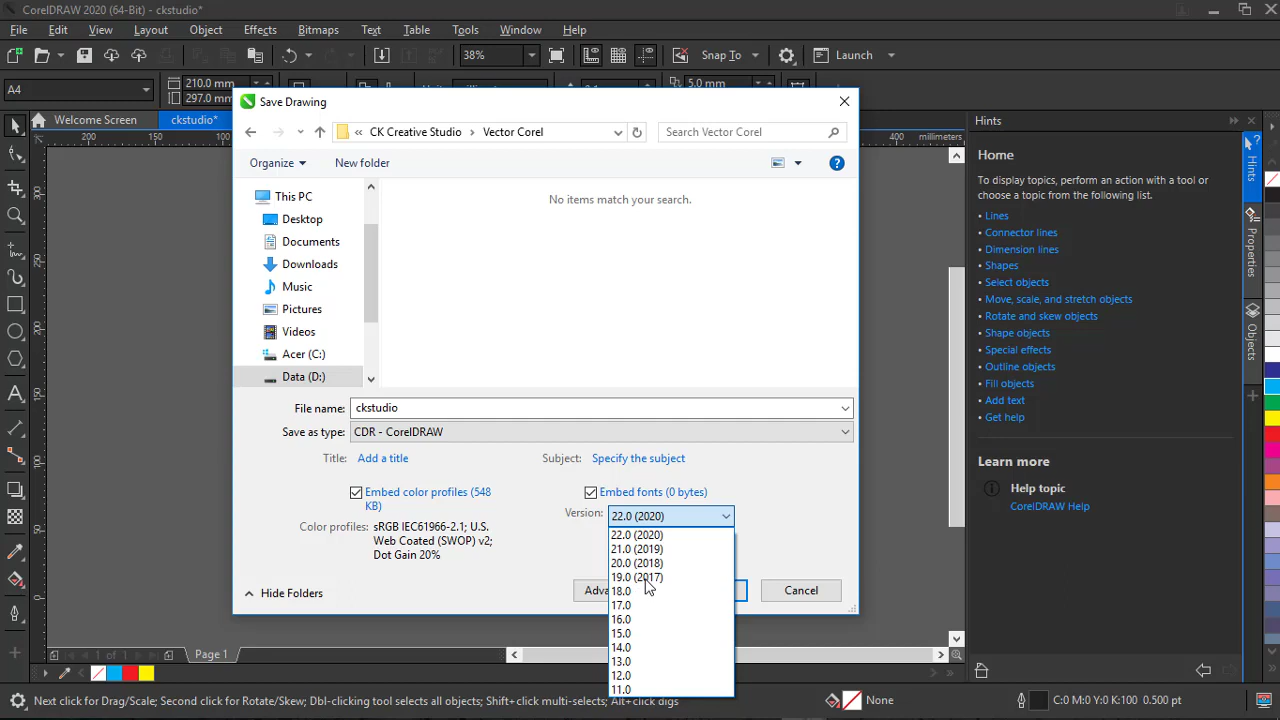 CorelDRAW 2020 (64-Bit) - ckstudio*
File Edit View Layout Object Effects Bitmaps Text Table Tools Window Help
38% Snap To Launch
A4 210.0 mm 297.0 mm 5.0 mm
Welcome Screen ckstudio*
200 150 100 400 millimeters
Save Drawing
« CK Creative Studio > Vector Corel Search Vector Corel
Organize New folder
This PC
Desktop
Documents
Downloads
Music
Pictures
Videos
Acer (C:)
Data (D:)
No items match your search.
File name: ckstudio
Save as type: CDR - CorelDRAW
Title: Add a title Subject: Specify the subject
Embed color profiles (548 KB)
Embed fonts (0 bytes)
Color profiles: sRGB IEC61966-2.1; U.S.
Web Coated (SWOP) v2;
Dot Gain 20%
Version: 22.0 (2020)
22.0 (2020)
21.0 (2019)
20.0 (2018)
19.0 (2017)
18.0
17.0
16.0
15.0
14.0
13.0
12.0
11.0
Hide Folders Cancel
Hints
Home
To display topics, perform an action with a tool or
choose a topic from the following list.
• Lines
• Connector lines
• Dimension lines
• Shapes
• Select objects
• Move, scale, and stretch objects
• Rotate and skew objects
• Shape objects
• Special effects
• Outline objects
• Fill objects
• Add text
• Get help
Learn more
Help topic
CorelDRAW Help
Hints
Properties
Objects
1 of 1 Page 1
Next click for Drag/Scale; Second click for Rotate/Skew; Dbl-clicking tool selects all objects; Shift+click multi-selects; Alt+click digs
None C:0 M:0 Y:0 K:100 0.500 pt